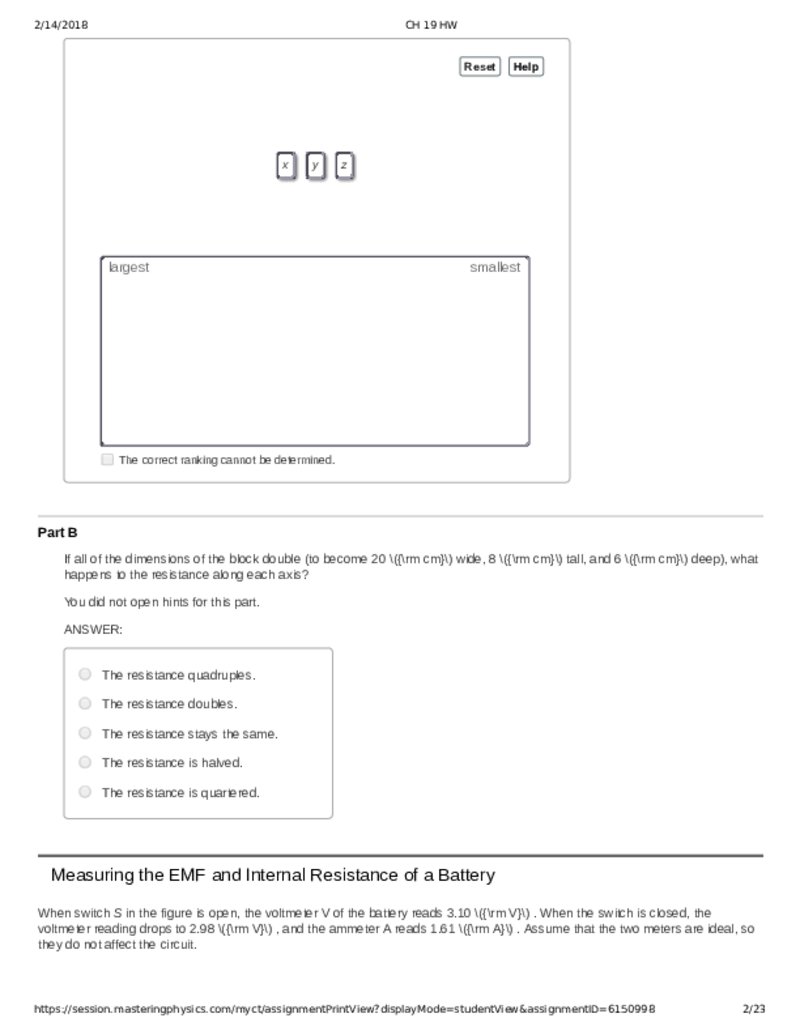 2/14/2018 CH 19 HW
Reset Help
x y z
largest smallest
The correct ranking cannot be determined.
Part B
If all of the dimensions of the block double (to become 20 \({\rm cm}\) wide, 8 \({\rm cm}\) tall, and 6 \({\rm cm}\) deep), what
happens to the resistance along each axis?
You did not open hints for this part.
ANSWER:
The resistance quadruples.
The resistance doubles.
The resistance stays the same.
The resistance is halved.
The resistance is quartered.
Measuring the EMF and Internal Resistance of a Battery
When switch S in the figure is open, the voltmeter V of the battery reads 3.10 \({\rm V}\) . When the switch is closed, the
voltmeter reading drops to 2.98 \({\rm V}\) , and the ammeter A reads 1.61 \({\rm A}\) . Assume that the two meters are ideal, so
they do not affect the circuit.
https://session.masteringphysics.com/myct/assignmentPrintView?displayMode=studentView&assignmentID=6150998 2/23